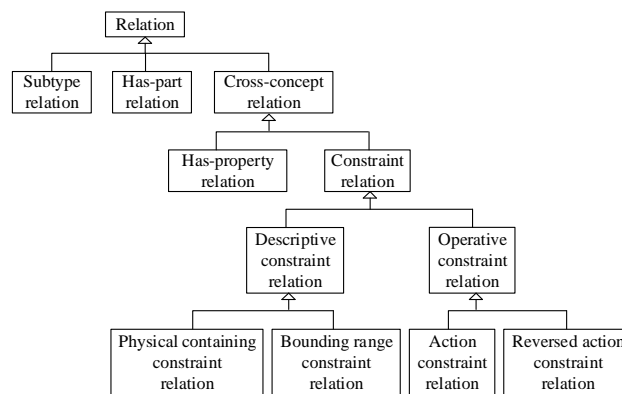 Relation
Subtype
relation
Has-part
relation
Cross-concept
relation
Has-property
relation
Constraint
relation
Descriptive
constraint
relation
Operative
constraint
relation
Physical containing
constraint
relation
Bounding range
constraint
relation
Action
constraint
relation
Reversed action
constraint
relation